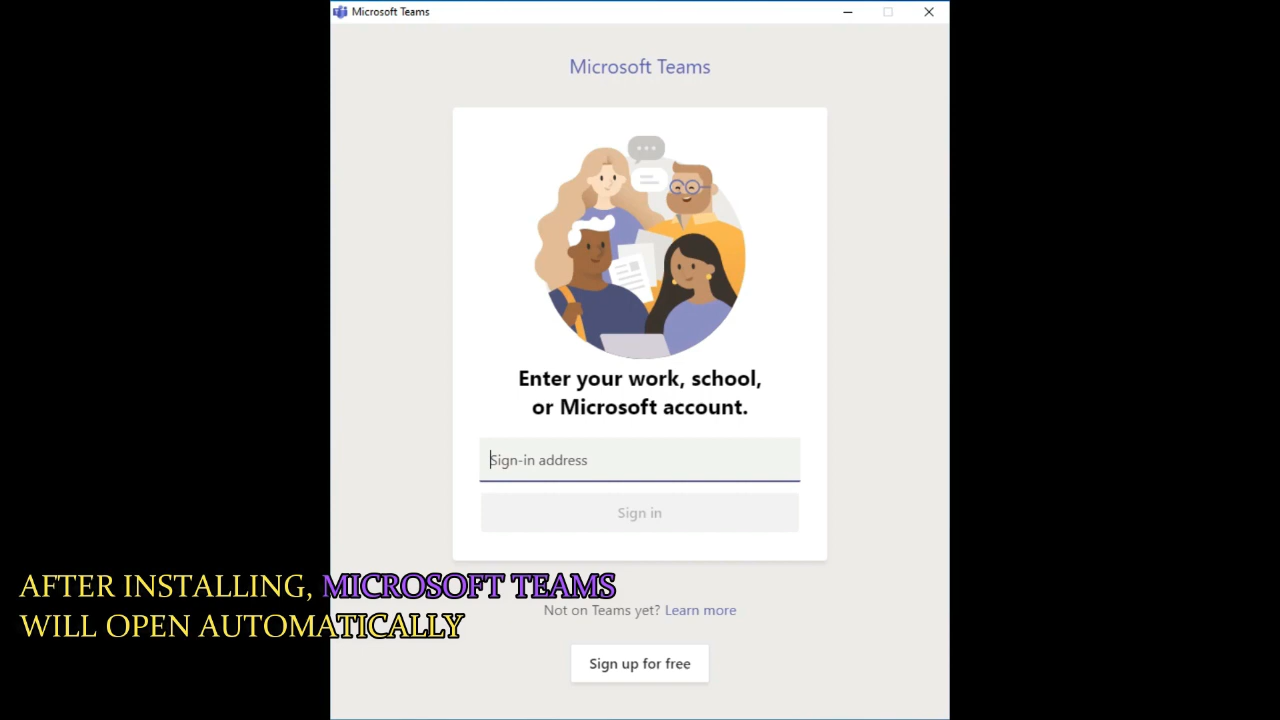 Microsoft Teams
Microsoft Teams
Enter your work, school,
or Microsoft account.
Sign-in address
Sign in
AFTER INSTALLING, MICROSOFT TEAMS
WILL OPEN AUTOMATICALLY
Not on Teams yet? Learn more
Sign up for free